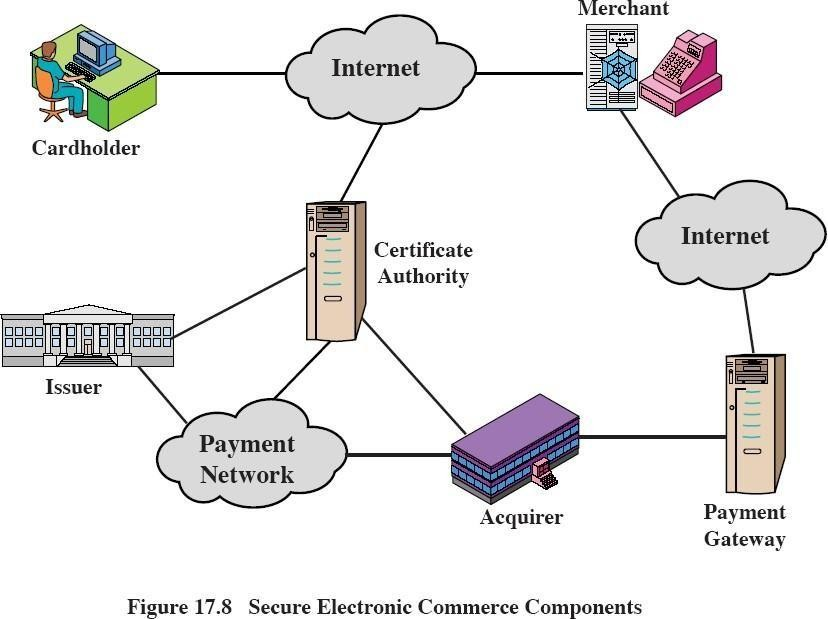 Merchant
Internet
Cardholder
Internet
Certificate
Authority
Issuer
Payment
Network
Acquirer
Payment
Gateway
Figure 17.8 Secure Electronic Commerce Components